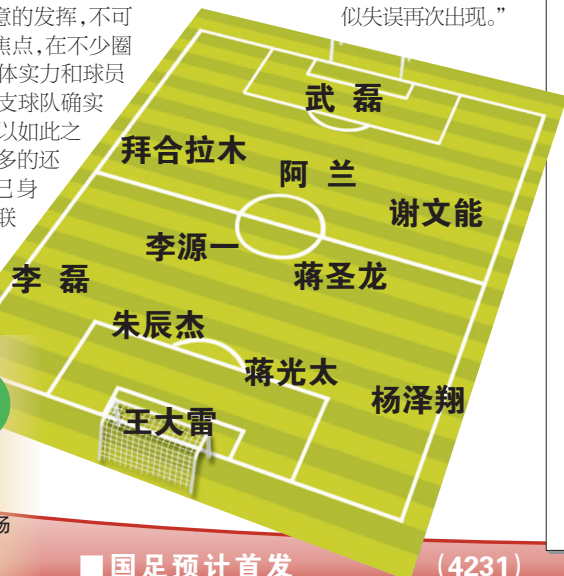 意的发挥，不可
焦点，在不少圈
体实力和球员
支球队确实
以如此之
多的还
己身
联
似失误再次出现。”
武 磊
拜合拉木
阿 兰
谢文能
李源一
蒋圣龙
李 磊
朱辰杰
蒋光太
杨泽翔
王大雷
■国足预计首发 （4231）